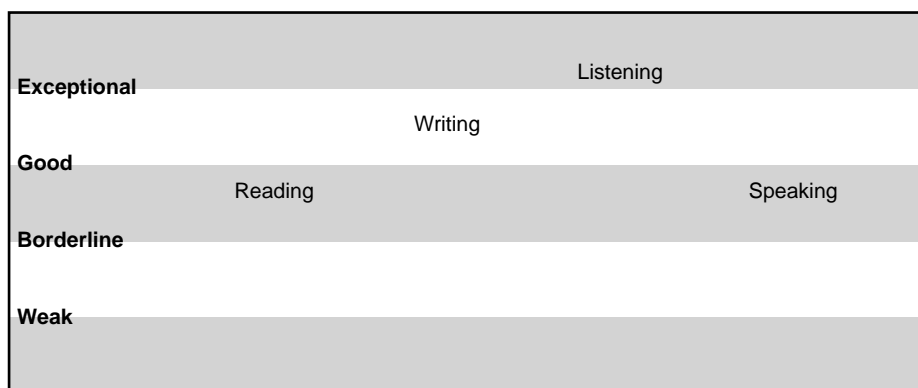 Listening
Exceptional
Writing
Good
Reading Speaking
Borderline
Weak